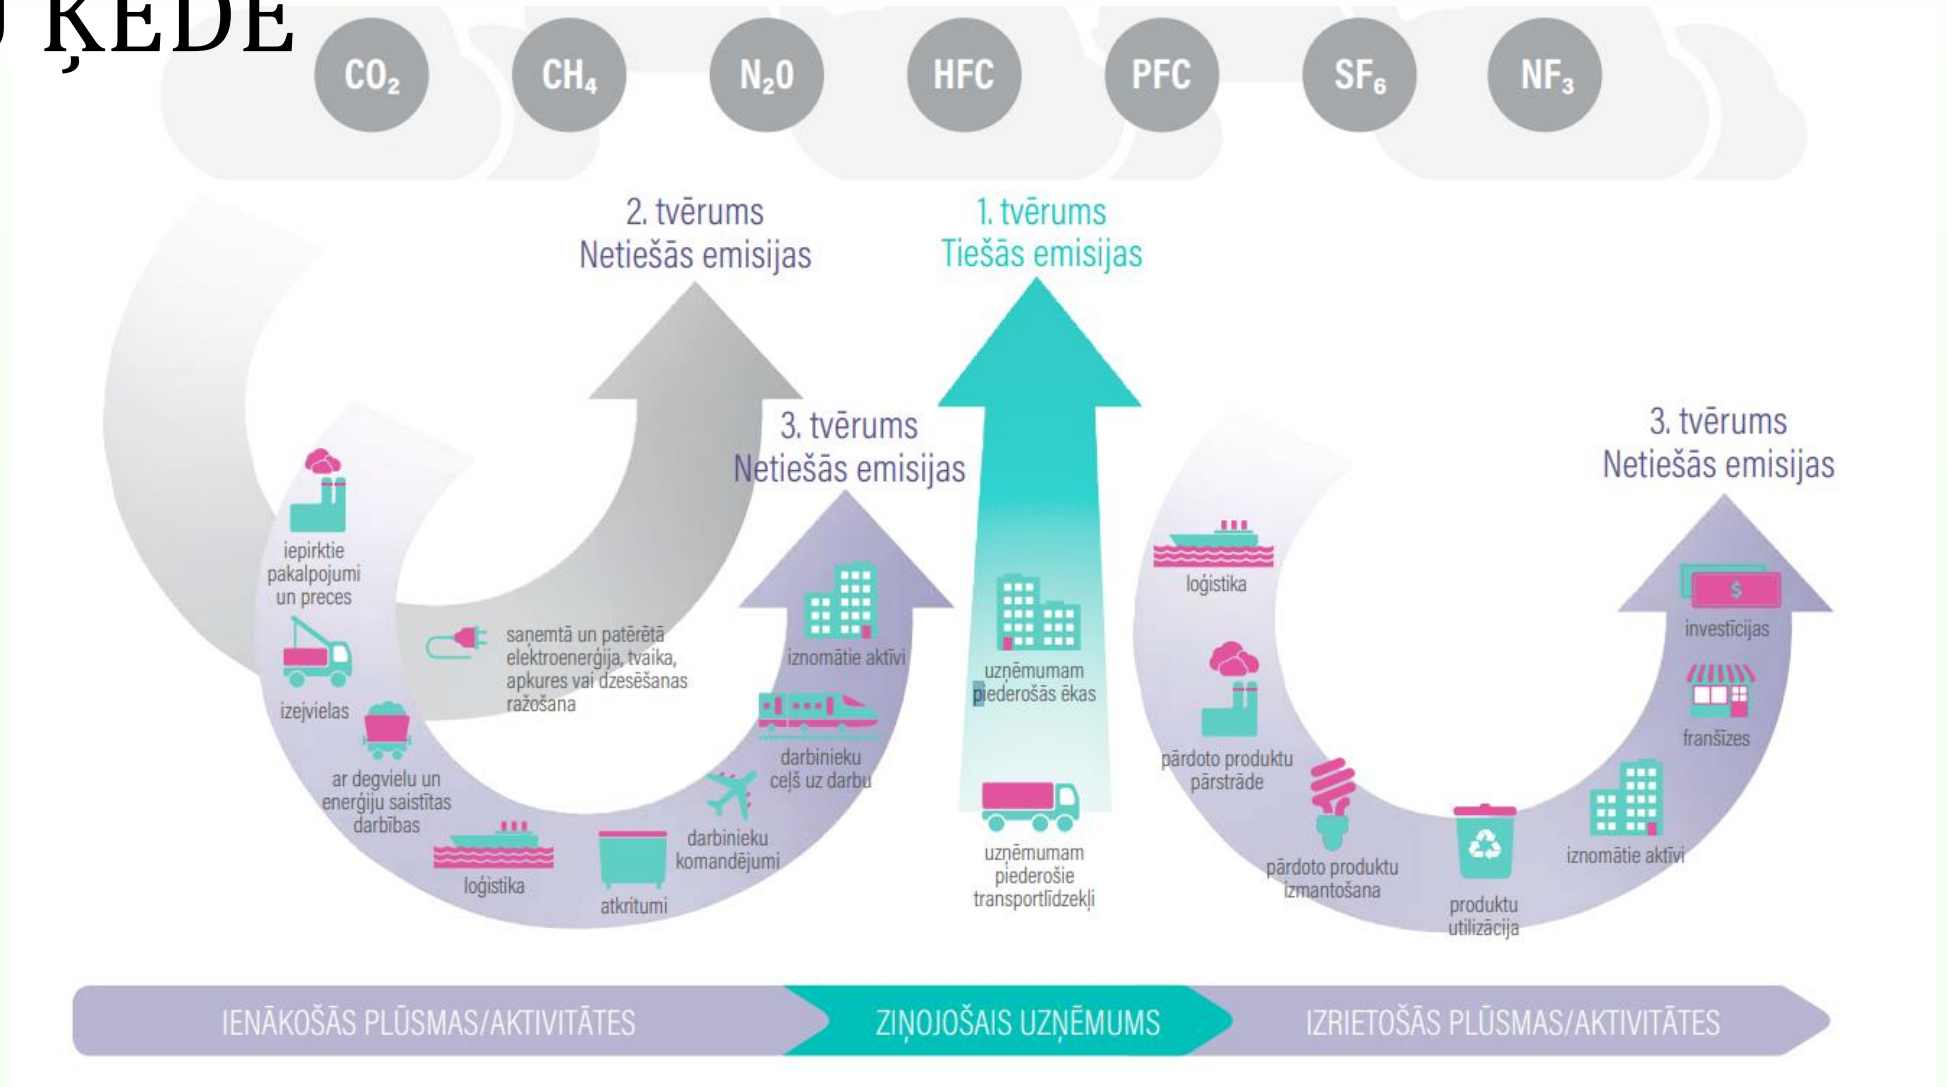 ĶĒDE
CO₂
CH₄
N₂O
HFC
PFC
SF₆
NF₃
2. tvērums
Netiešās emisijas
1. tvērums
Tiešās emisijas
3. tvērums
Netiešās emisijas
3. tvērums
Netiešās emisijas
iepirktie
pakalpojumi
un preces
izejvielas
ar degvielu un
enerģiju saistītas
darbības
loģistika
atkritumi
darbinieku
komandējumi
darbinieku
ceļš uz darbu
iznomātie aktīvi
saņemtā un patērētā
elektroenerģija, tvaika,
apkures vai dzesēšanas
ražošana
uzņēmumam
piederošās ēkas
uzņēmumam
piederošie
transportlīdzekļi
loģistika
pārdoto produktu
pārstrāde
pārdoto produktu
izmantošana
produktu
utilizācija
iznomātie aktīvi
franšīzes
$
investīcijas
IENĀKOŠĀS PLŪSMAS/AKTIVITĀTES
ZIŅOJOŠAIS UZŅĒMUMS
IZRIETOŠĀS PLŪSMAS/AKTIVITĀTES